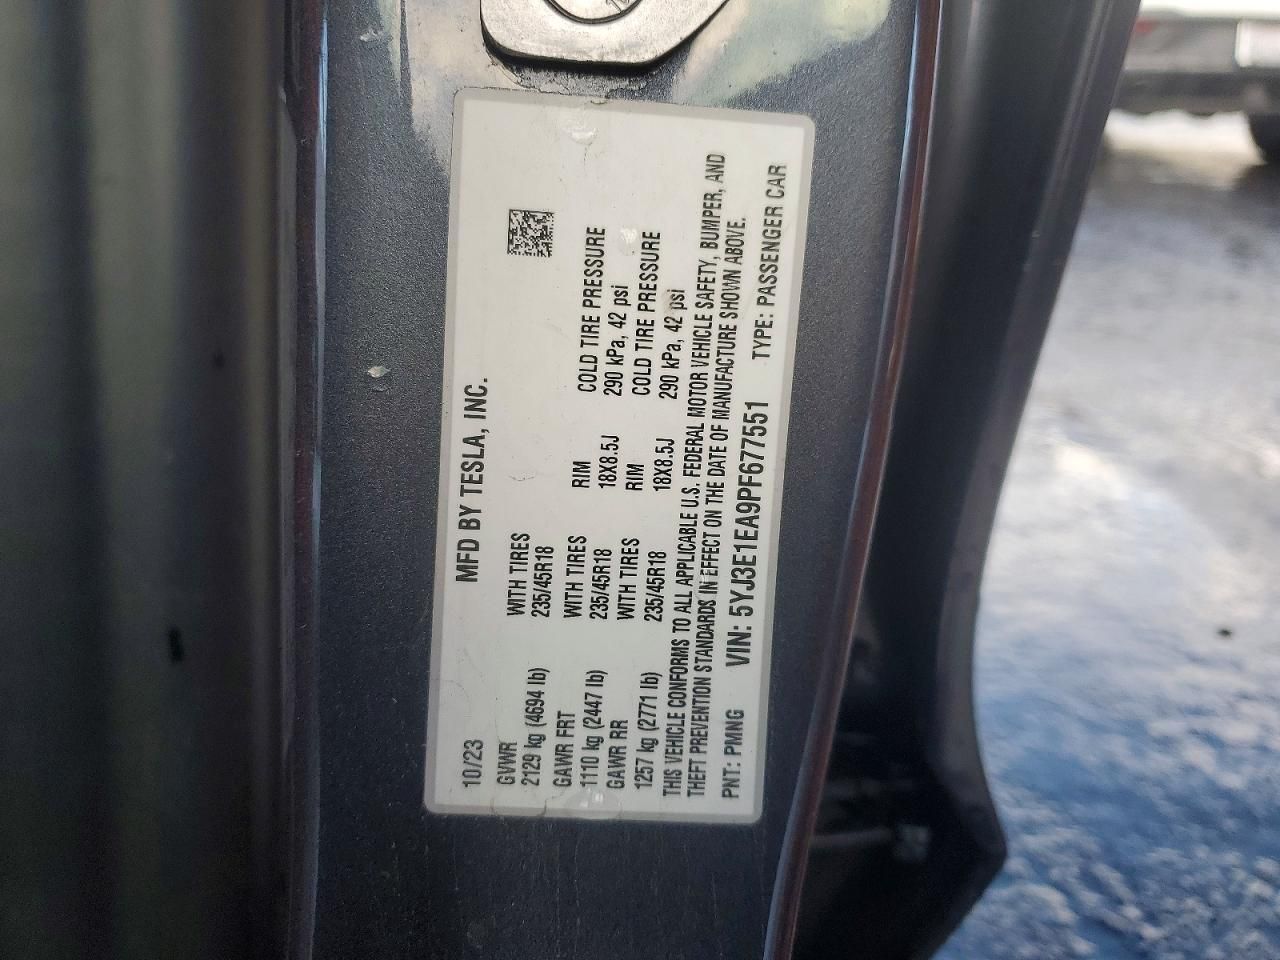 MFD BY TESLA, INC.
10/23
GVWR
2129 kg (4694 lb)
WITH TIRES
235/45R18
GAWR FRT
1110 kg (2447 lb)
WITH TIRES
235/45R18
RIM
18X8.5J
COLD TIRE PRESSURE
290 kPa, 42 psi
GAWR RR
1257 kg (2771 lb)
WITH TIRES
235/45R18
RIM
18X8.5J
COLD TIRE PRESSURE
290 kPa, 42 psi
THIS VEHICLE CONFORMS TO ALL APPLICABLE U.S. FEDERAL MOTOR VEHICLE SAFETY, BUMPER, AND
THEFT PREVENTION STANDARDS IN EFFECT ON THE DATE OF MANUFACTURE SHOWN ABOVE.
PNT: PMNG VIN: 5YJ3E1EA9PF677551 TYPE: PASSENGER CAR